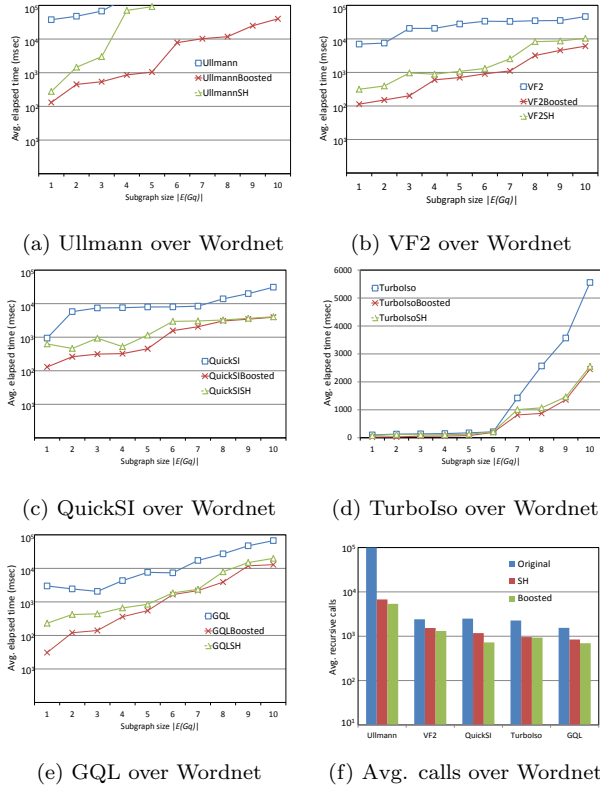 10⁵
10⁴
10³
10²
10¹
Avg. elapsed time (msec)
Ullmann
UllmannBoosted
UllmannSH
1 2 3 4 5 6 7 8 9 10
Subgraph size |E(Gq)|
(a) Ullmann over Wordnet
10⁵
10⁴
10³
10²
10¹
Avg. elapsed time (msec)
VF2
VF2Boosted
VF2SH
1 2 3 4 5 6 7 8 9 10
Subgraph size |E(Gq)|
(b) VF2 over Wordnet
10⁵
10⁴
10³
10²
10¹
Avg. elapsed time (msec)
QuickSI
QuickSIBoosted
QuickSISH
1 2 3 4 5 6 7 8 9 10
Subgraph size |E(Gq)|
(c) QuickSI over Wordnet
6000
5000
4000
3000
2000
1000
0
Avg. elapsed time (msec)
TurboIso
TurboIsoBoosted
TurboIsoSH
1 2 3 4 5 6 7 8 9 10
Subgraph size |E(Gq)|
(d) TurboIso over Wordnet
10⁵
10⁴
10³
10²
10¹
Avg. elapsed time (msec)
GQL
GQLBoosted
GQLSH
1 2 3 4 5 6 7 8 9 10
Subgraph size |E(Gq)|
(e) GQL over Wordnet
10⁵
10⁴
10³
10²
10¹
Avg. recursive calls
Original
SH
Boosted
Ullmann VF2 QuickSI TurboIso GQL
(f) Avg. calls over Wordnet